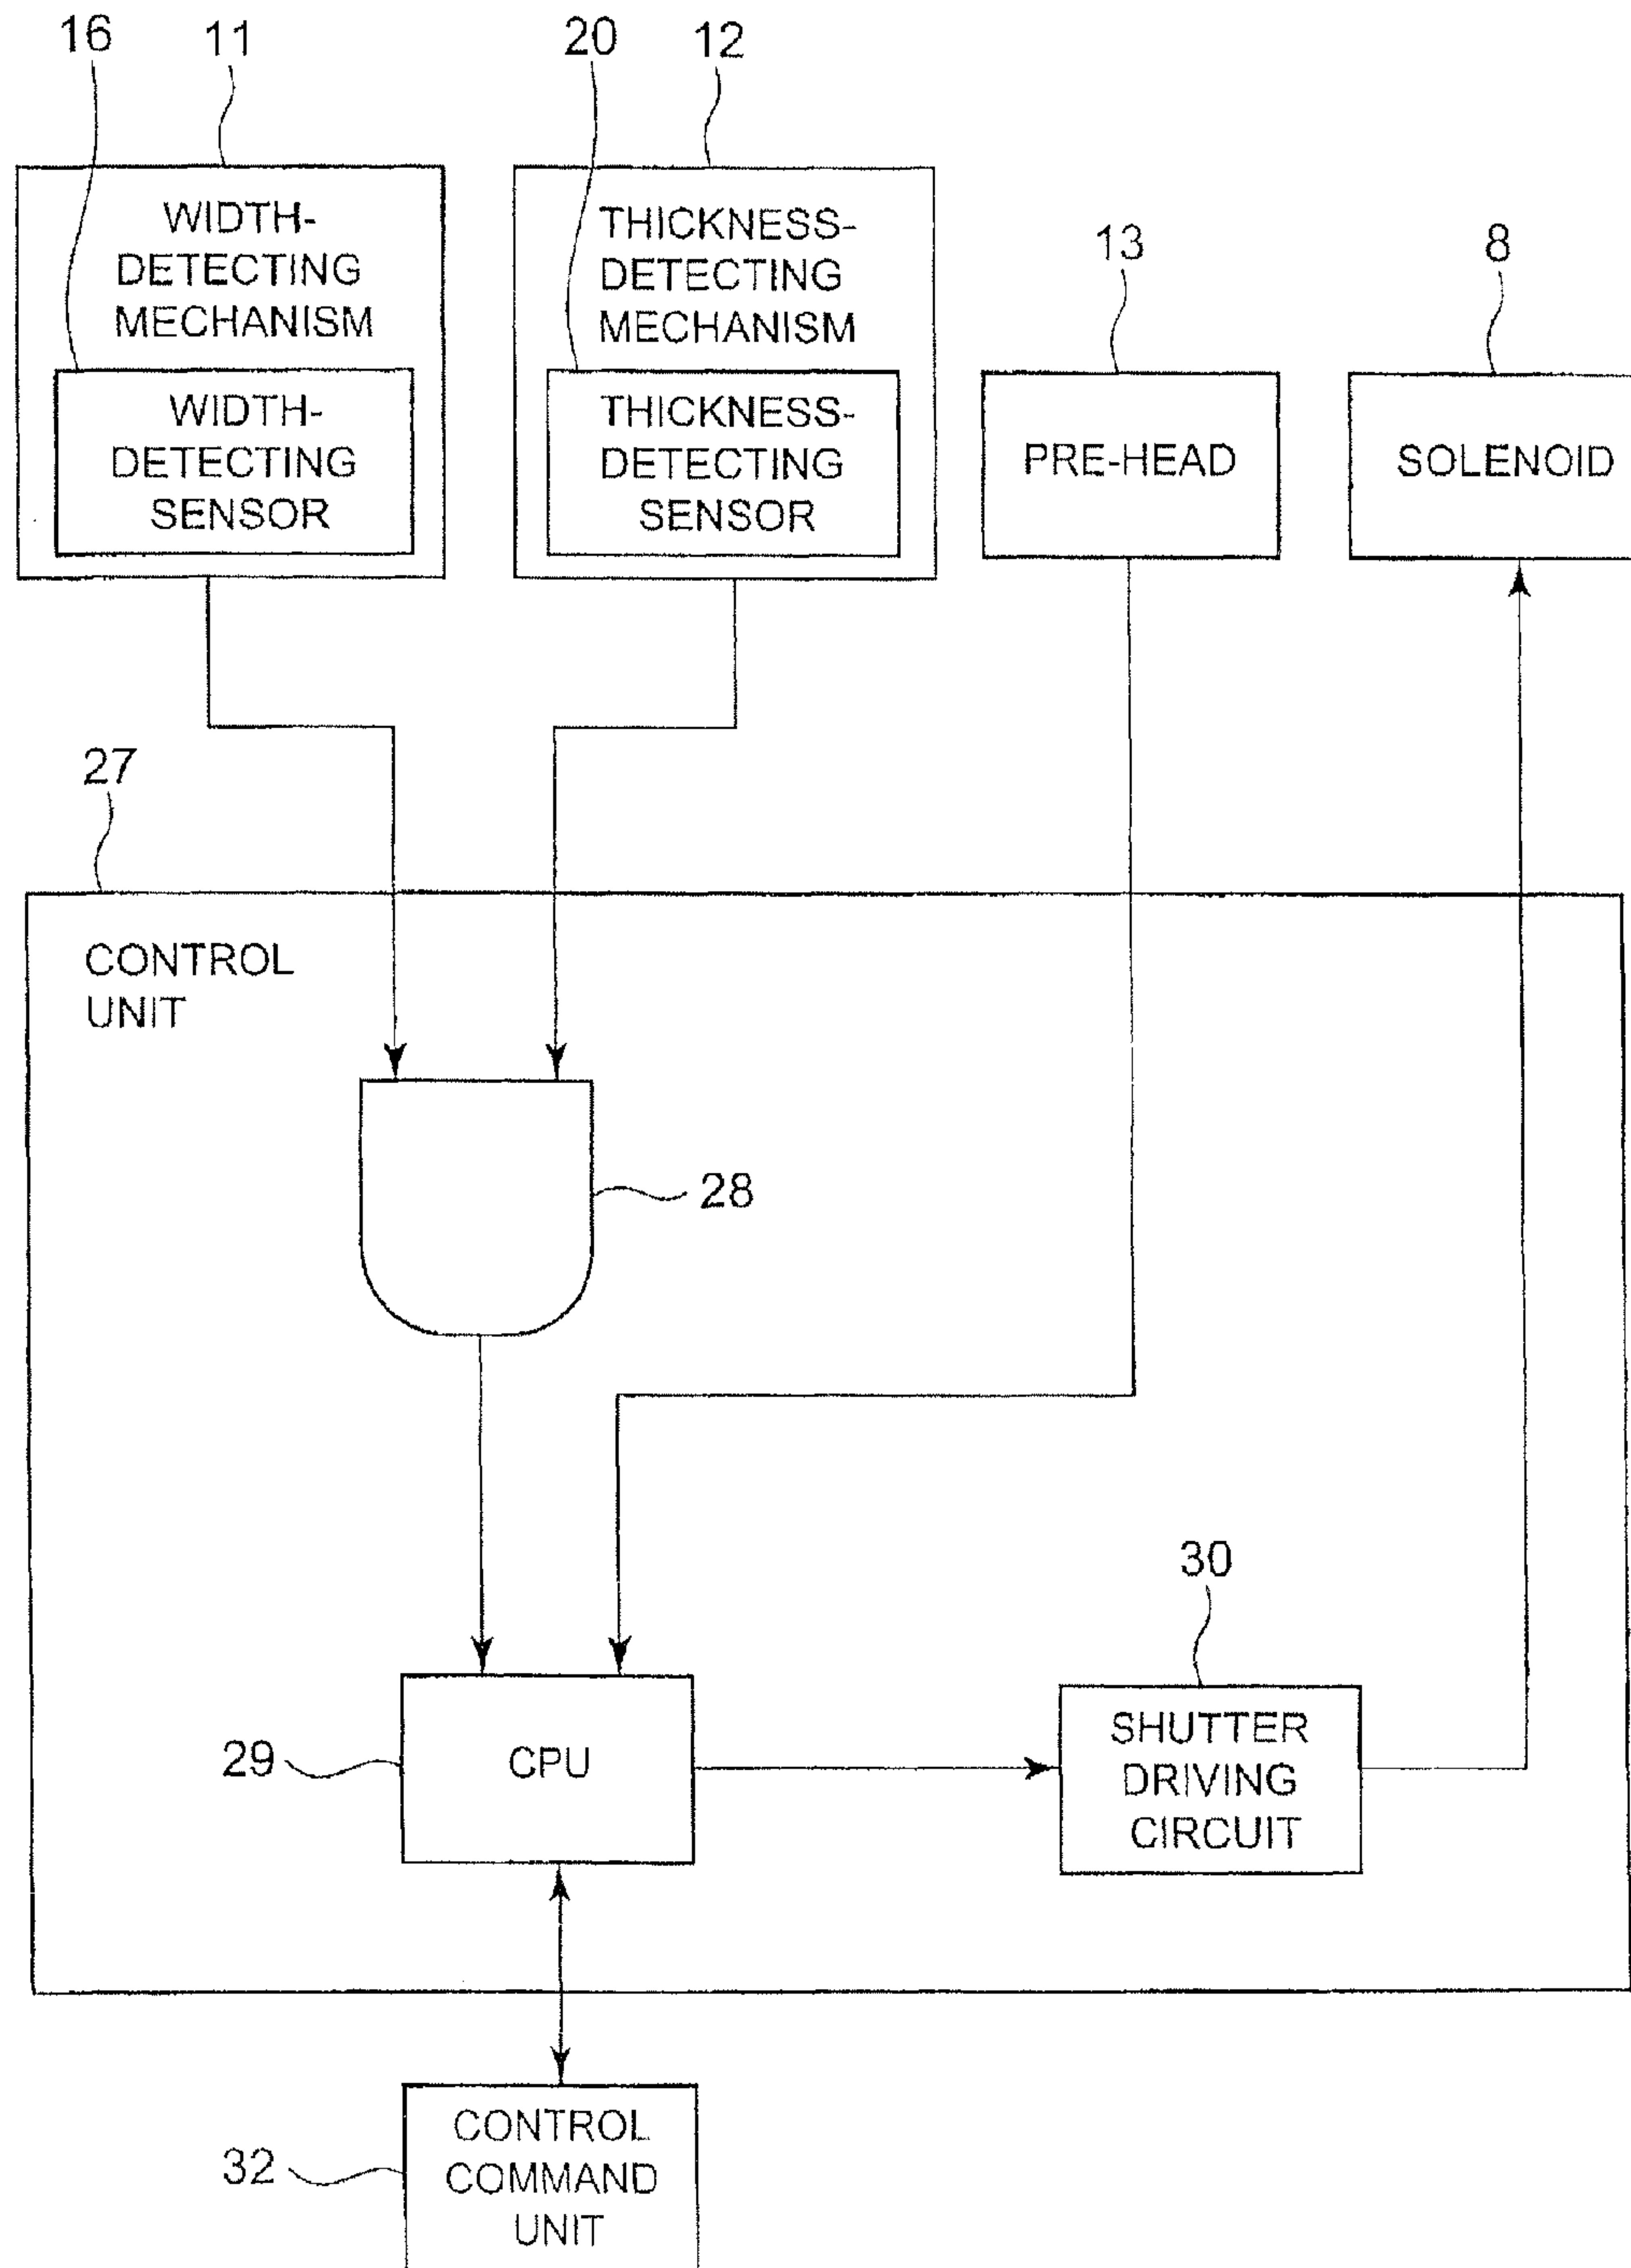 16
11
20
12
WIDTH-
DETECTING
MECHANISM
THICKNESS-
DETECTING
MECHANISM
13
8
WIDTH-
DETECTING
SENSOR
THICKNESS-
DETECTING
SENSOR
PRE-HEAD
SOLENOID
27
CONTROL
UNIT
28
30
29
CPU
SHUTTER
DRIVING
CIRCUIT
32
CONTROL
COMMAND
UNIT